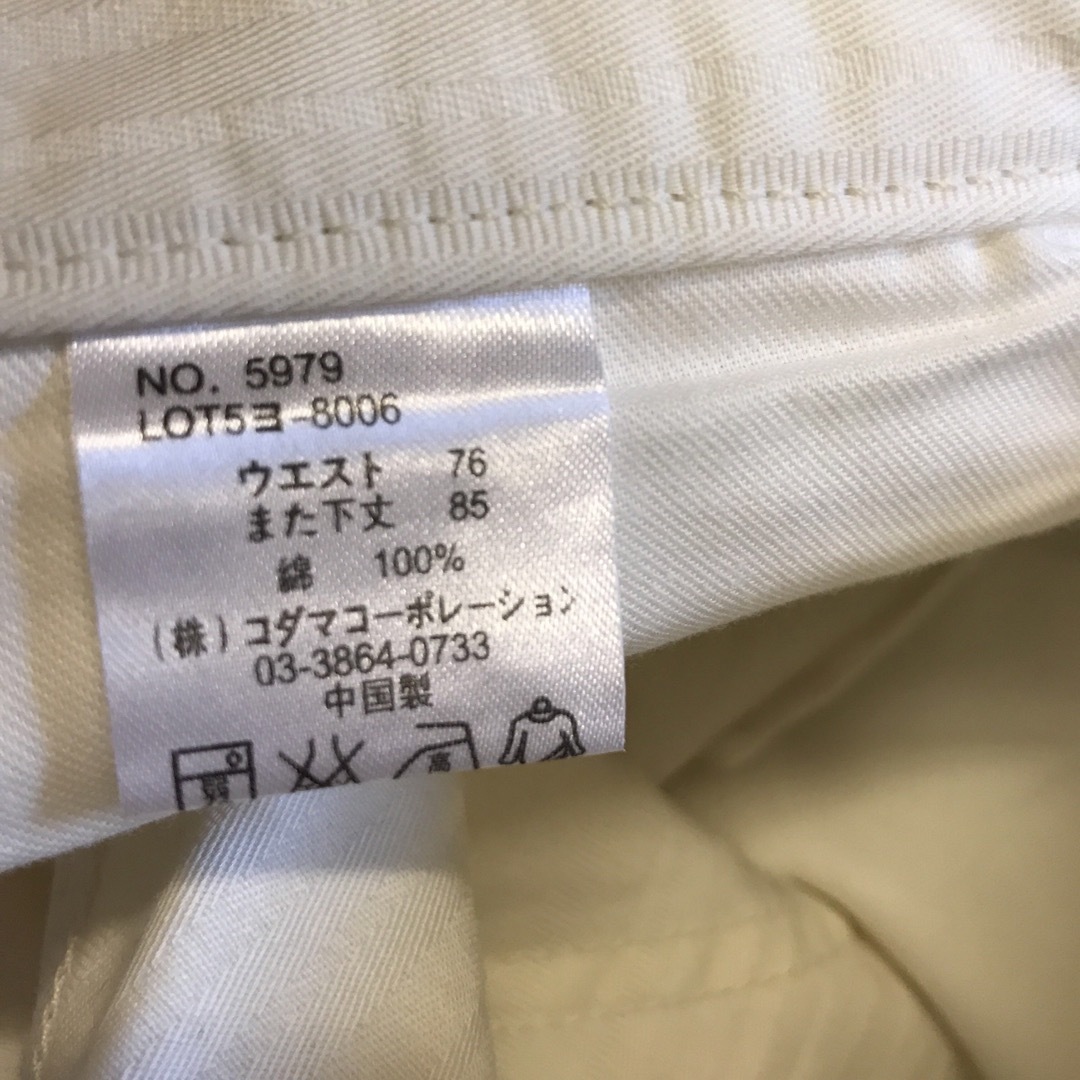 NO. 5979
LOT5ヨ-8006
ウエスト 76
また下丈 85
綿 100%
(株)コダマコーポレーション
03-3864-0733
中国製
高
弱